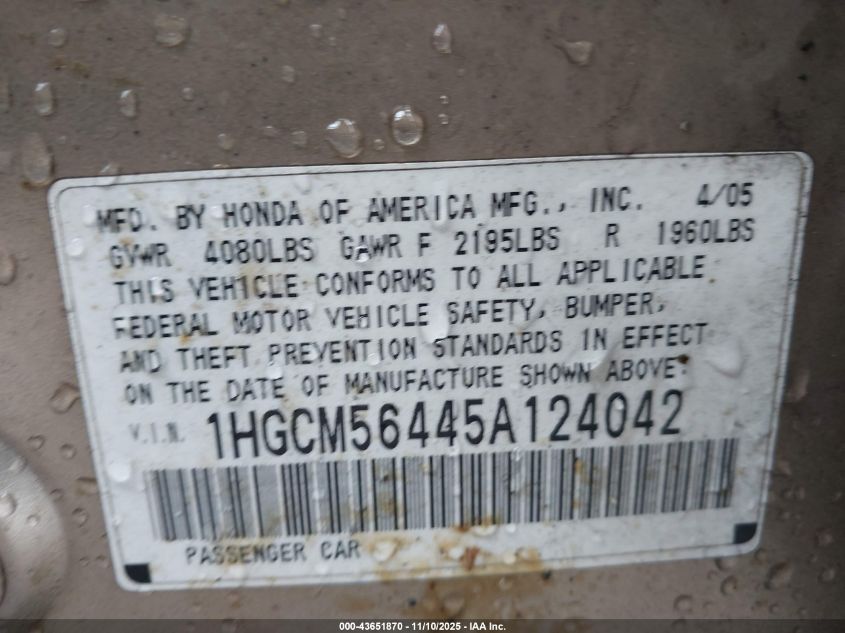 MFD. BY HONDA OF AMERICA MFG., INC. 4/05
GVWR 4080LBS GAWR F 2195LBS R 1960LBS
THIS VEHICLE CONFORMS TO ALL APPLICABLE
FEDERAL MOTOR VEHICLE SAFETY, BUMPER,
AND THEFT PREVENTION STANDARDS IN EFFECT
ON THE DATE OF MANUFACTURE SHOWN ABOVE.
V.I.N. 1HGCM56445A124042
PASSENGER CAR
000-43651870 - 11/10/2025 - IAA Inc.